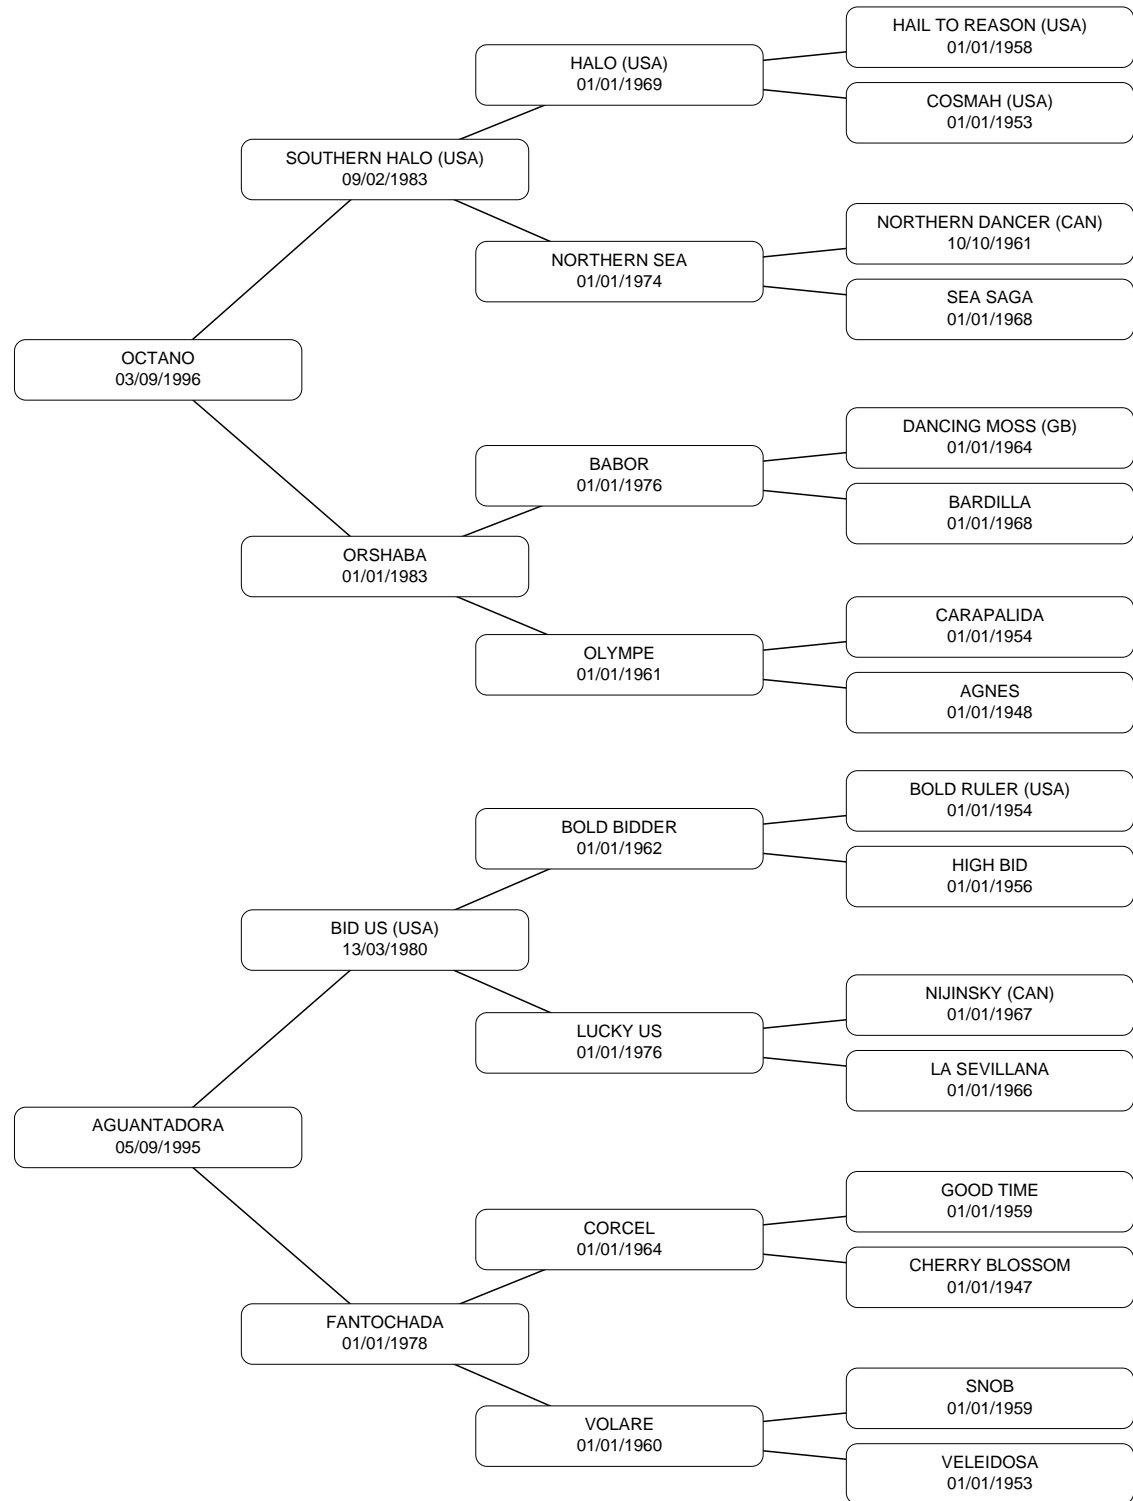 HAIL TO REASON (USA)
01/01/1958
HALO (USA)
01/01/1969
COSMAH (USA)
01/01/1953
SOUTHERN HALO (USA)
09/02/1983
NORTHERN DANCER (CAN)
10/10/1961
NORTHERN SEA
01/01/1974
SEA SAGA
01/01/1968
OCTANO
03/09/1996
DANCING MOSS (GB)
01/01/1964
BABOR
01/01/1976
BARDILLA
01/01/1968
ORSHABA
01/01/1983
CARAPALIDA
01/01/1954
OLYMPE
01/01/1961
AGNES
01/01/1948
BOLD RULER (USA)
01/01/1954
BOLD BIDDER
01/01/1962
HIGH BID
01/01/1956
BID US (USA)
13/03/1980
NIJINSKY (CAN)
01/01/1967
LUCKY US
01/01/1976
LA SEVILLANA
01/01/1966
AGUANTADORA
05/09/1995
GOOD TIME
01/01/1959
CORCEL
01/01/1964
CHERRY BLOSSOM
01/01/1947
FANTOCHADA
01/01/1978
SNOB
01/01/1959
VOLARE
01/01/1960
VELEIDOSA
01/01/1953